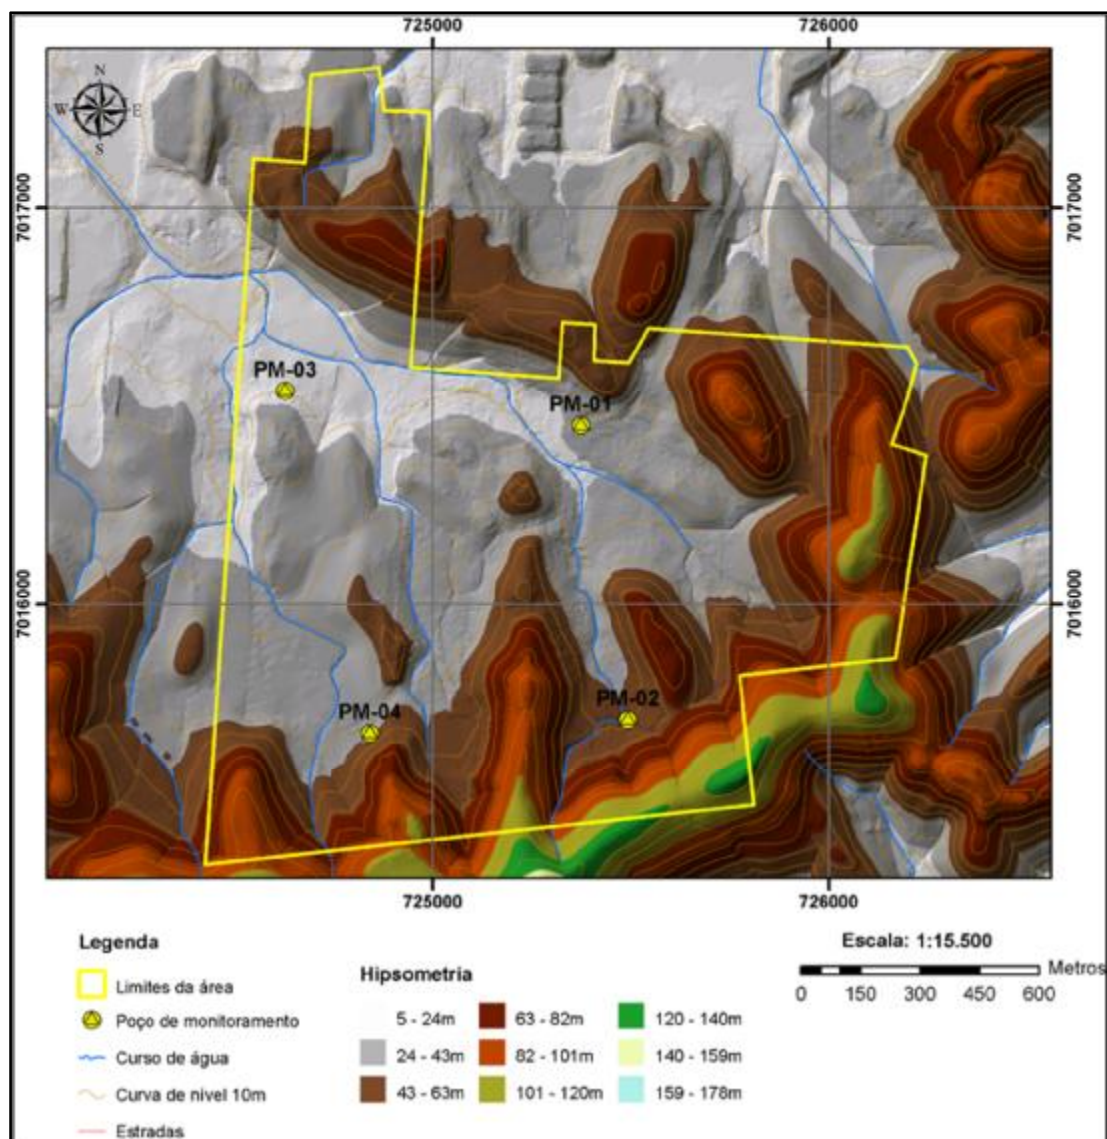 725000 726000
N
W E
S
7017000 7017000
PM-03
PM-01
7016000 7016000
PM-02
PM-04
725000 726000
Legenda
Limites da área
Poço de monitoramento
Curso de água
Curva de nivel 10m
Estradas
Hipsometria
5 - 24m 63 - 82m 120 - 140m
24 - 43m 82 - 101m 140 - 159m
43 - 63m 101 - 120m 159 - 178m
Escala: 1:15.500
Metros
0 150 300 450 600